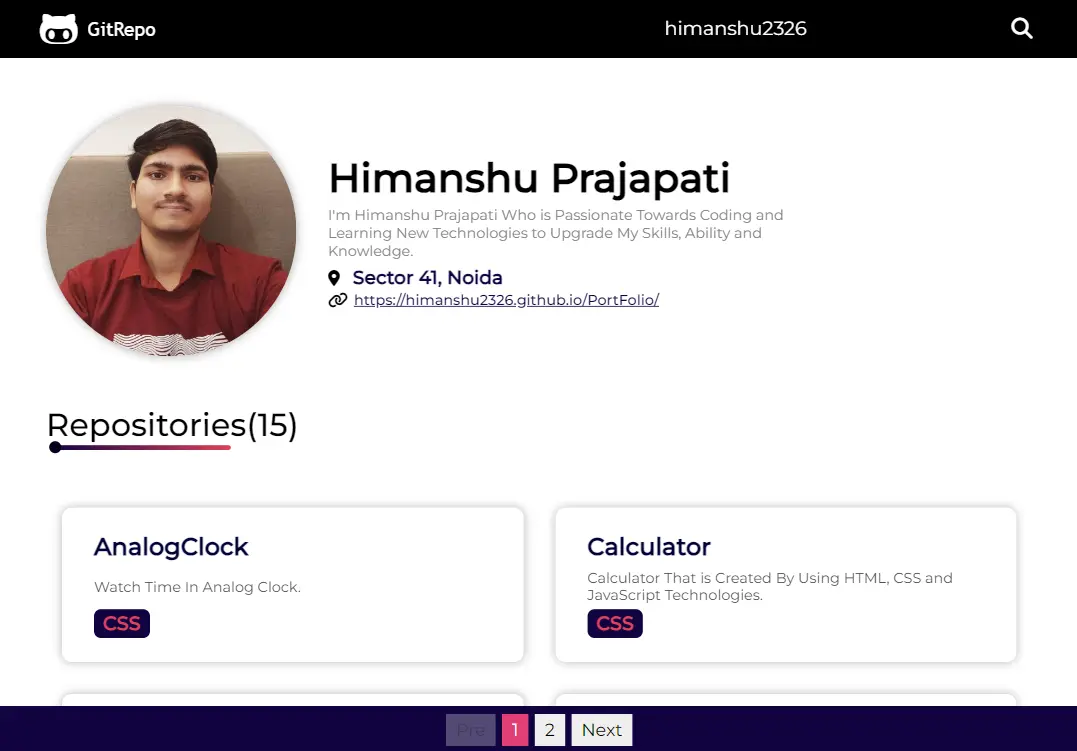 GitRepo
himanshu2326
Himanshu Prajapati
I'm Himanshu Prajapati Who is Passionate Towards Coding and
Learning New Technologies to Upgrade My Skills, Ability and
Knowledge.
Sector 41, Noida
https://himanshu2326.github.io/PortFolio/
Repositories(15)
AnalogClock
Watch Time In Analog Clock.
CSS
Calculator
Calculator That is Created By Using HTML, CSS and
JavaScript Technologies.
CSS
Pre 1 2 Next